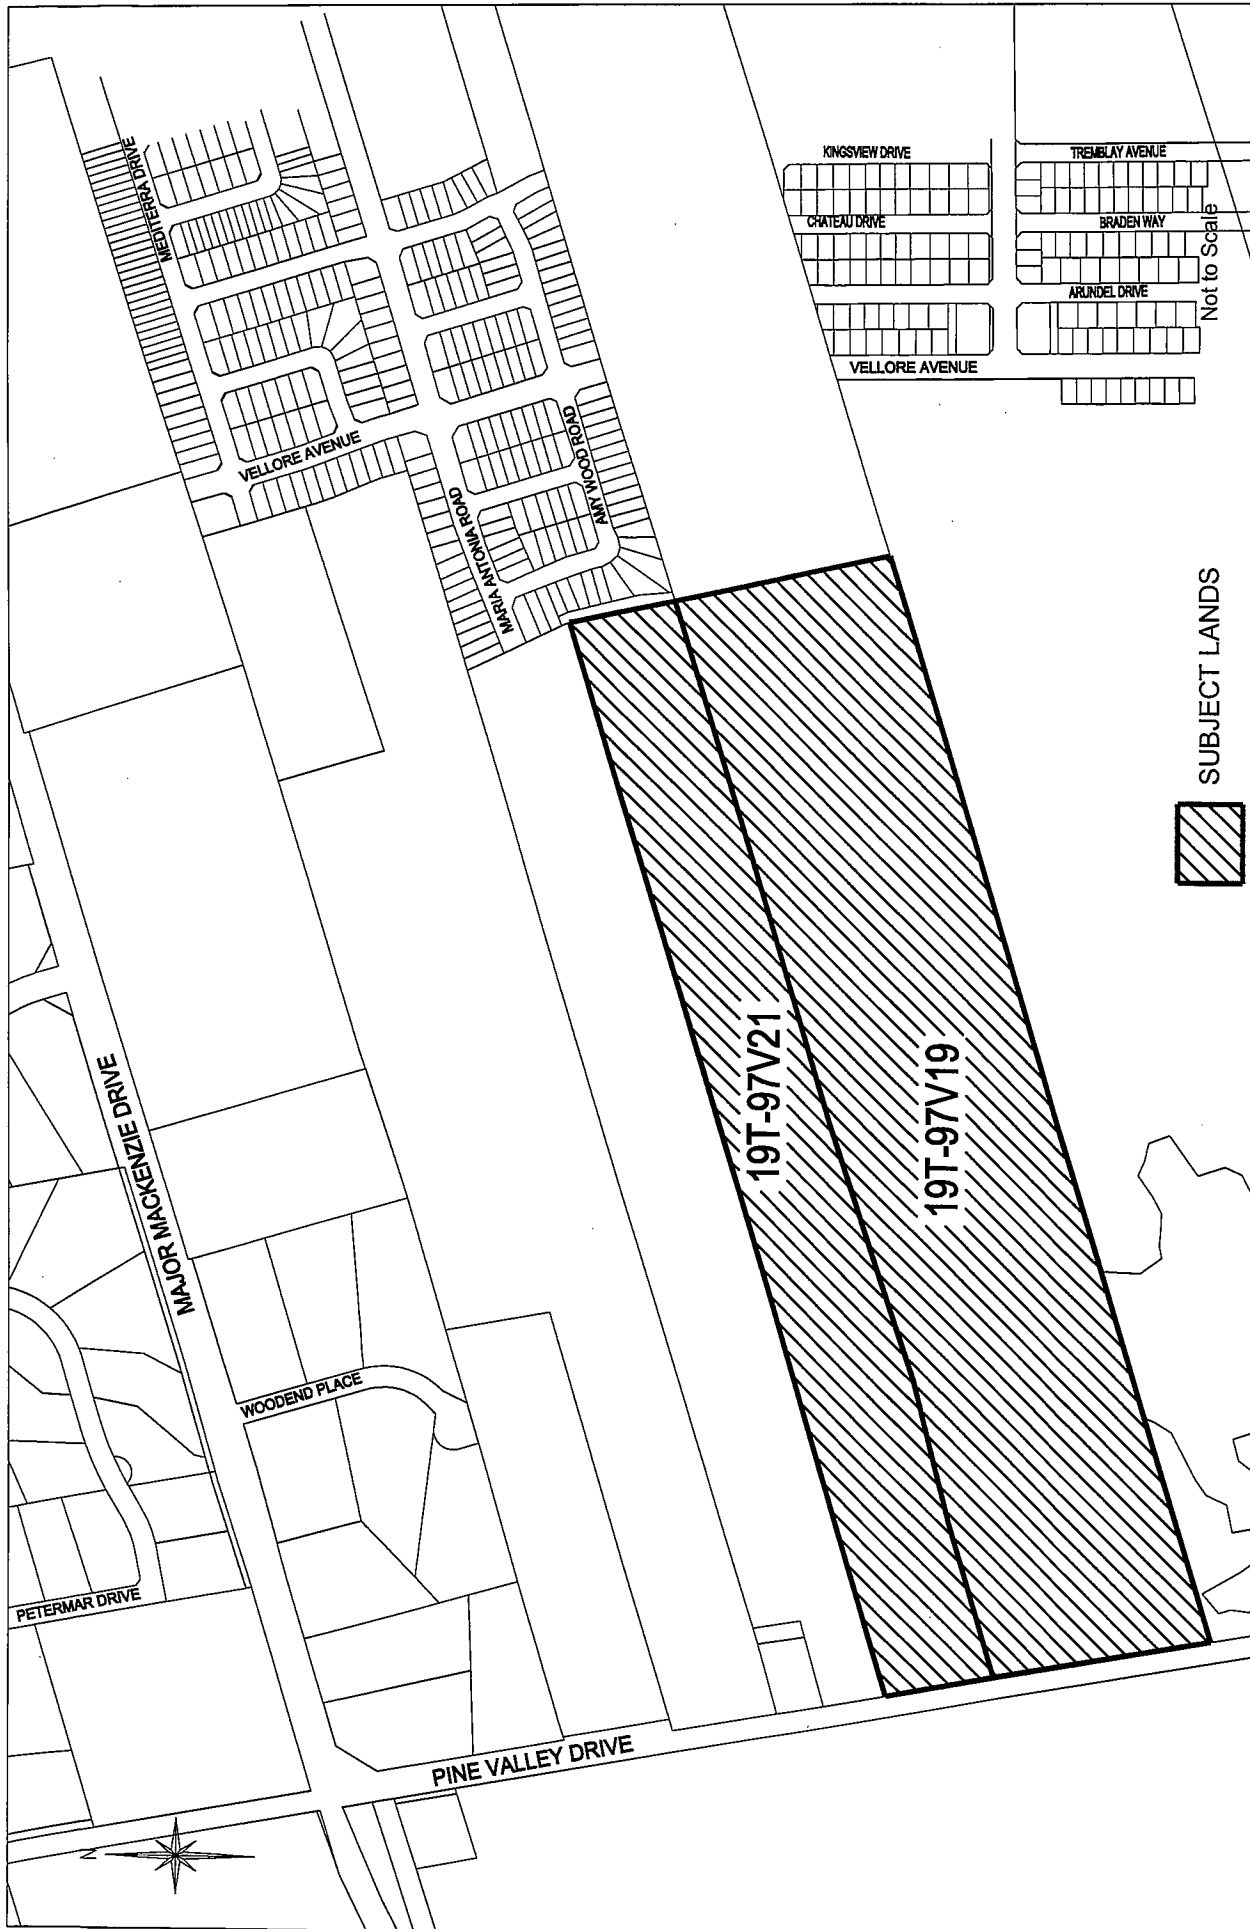 MEDITERRA DRIVE
KINGSVIEW DRIVE
TREMBLAY AVENUE
CHATEAU DRIVE
BRADEN WAY
ARUNDEL DRIVE
Not to Scale
VELLORE AVENUE
VELLORE AVENUE
MARIA ANTONIA ROAD
AMY WOOD ROAD
SUBJECT LANDS
MAJOR MACKENZIE DRIVE
19T-97V21
19T-97V19
WOODEND PLACE
PETERMAR DRIVE
PINE VALLEY DRIVE
N